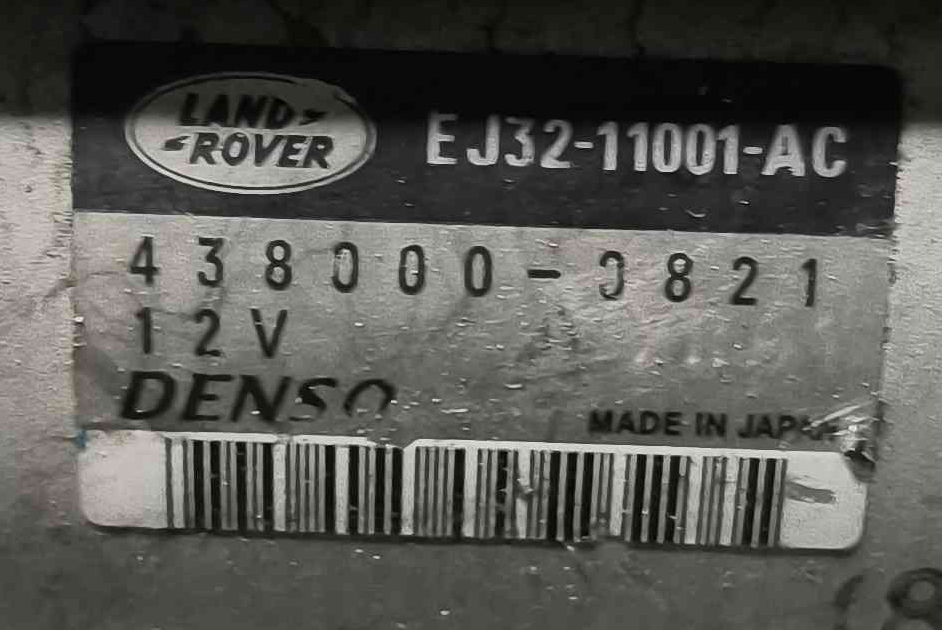 LAND ROVER
EJ32-11001-AC
438000-0821
12V
DENSO
MADE IN JAPAN